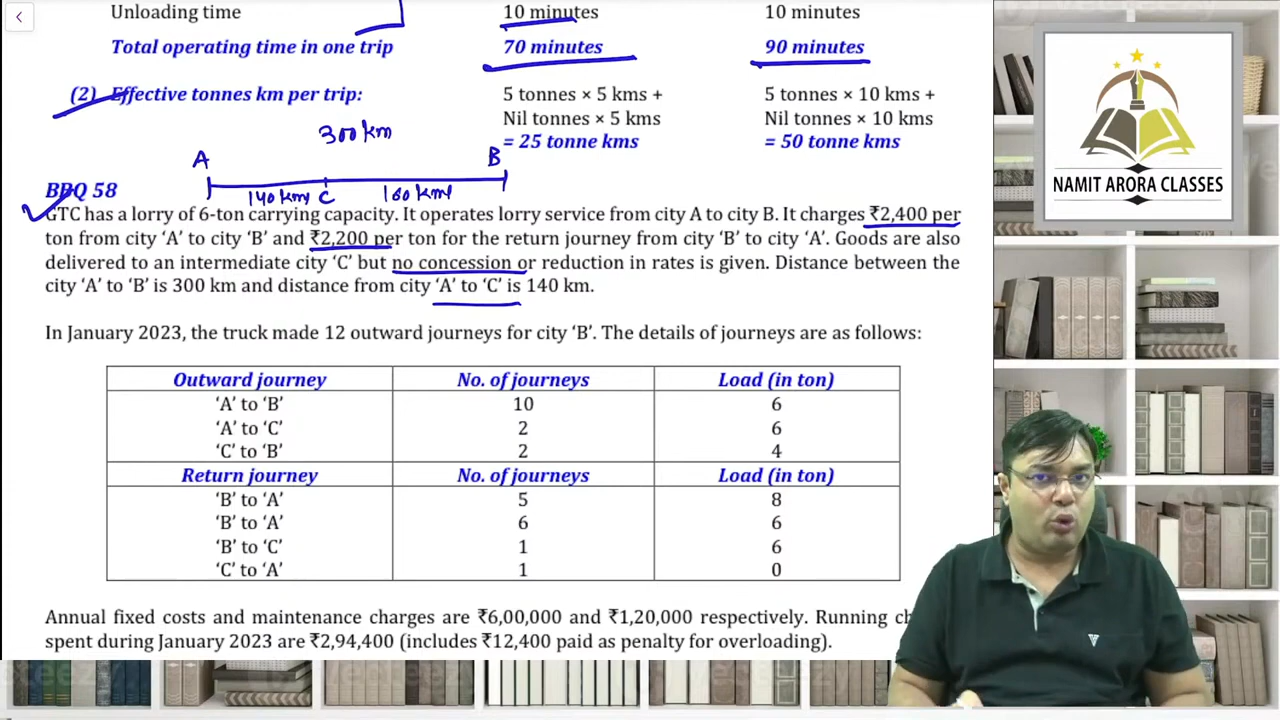 Unloading time 10 minutes 10 minutes
Total operating time in one trip 70 minutes 90 minutes
(2) Effective tonnes km per trip: 5 tonnes × 5 kms + 5 tonnes × 10 kms +
Nil tonnes × 5 kms Nil tonnes × 10 kms
= 25 tonne kms = 50 tonne kms
300 km
A B
140 km C 160 km
BBQ 58
GTC has a lorry of 6-ton carrying capacity. It operates lorry service from city A to city B. It charges ₹2,400 per
ton from city ‘A’ to city ‘B’ and ₹2,200 per ton for the return journey from city ‘B’ to city ‘A’. Goods are also
delivered to an intermediate city ‘C’ but no concession or reduction in rates is given. Distance between the
city ‘A’ to ‘B’ is 300 km and distance from city ‘A’ to ‘C’ is 140 km.
In January 2023, the truck made 12 outward journeys for city ‘B’. The details of journeys are as follows:
Outward journey No. of journeys Load (in ton)
‘A’ to ‘B’ 10 6
‘A’ to ‘C’ 2 6
‘C’ to ‘B’ 2 4
Return journey No. of journeys Load (in ton)
‘B’ to ‘A’ 5 8
‘B’ to ‘A’ 6 6
‘B’ to ‘C’ 1 6
‘C’ to ‘A’ 1 0
Annual fixed costs and maintenance charges are ₹6,00,000 and ₹1,20,000 respectively. Running
spent during January 2023 are ₹2,94,400 (includes ₹12,400 paid as penalty for overloading).
NAMIT ARORA CLASSES